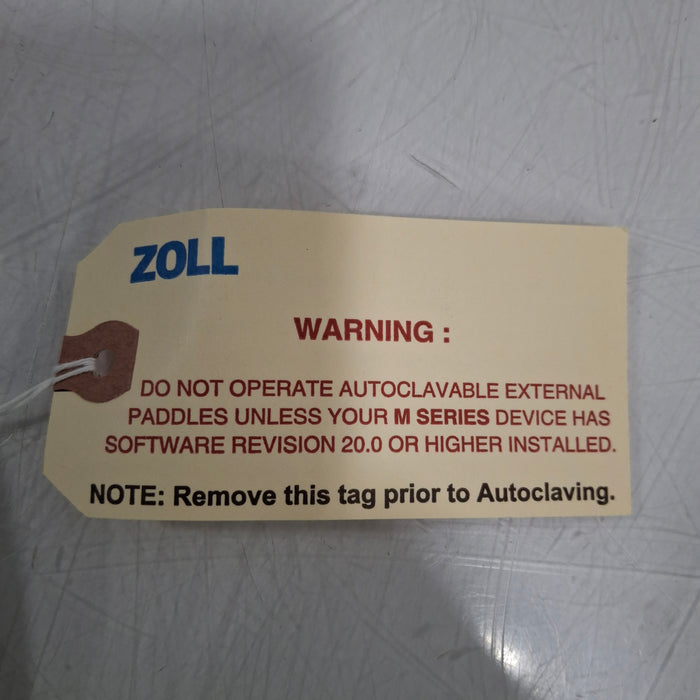 ZOLL
WARNING :
DO NOT OPERATE AUTOCLAVABLE EXTERNAL
PADDLES UNLESS YOUR M SERIES DEVICE HAS
SOFTWARE REVISION 20.0 OR HIGHER INSTALLED.
NOTE: Remove this tag prior to Autoclaving.